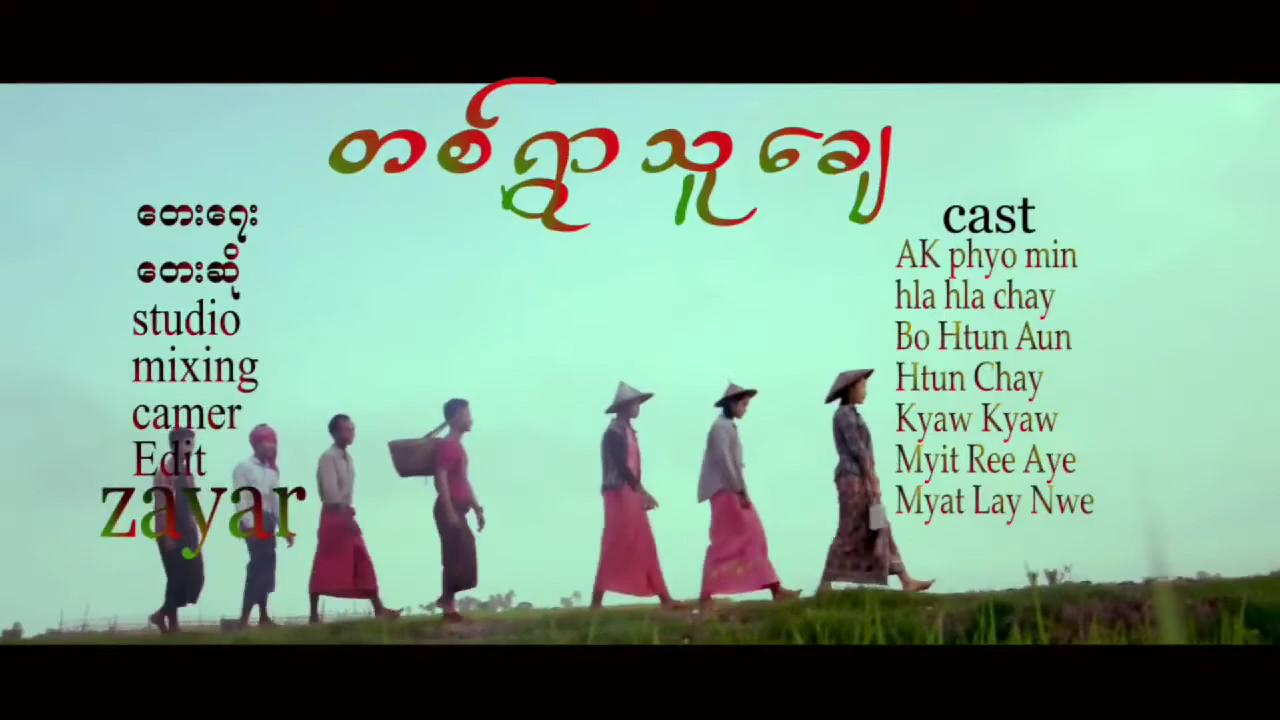 တစ်ရွာသူချေ
တေးရေး
တေးဆို
studio
mixing
camer
Edit
zayar
cast
AK phyo min
hla hla chay
Bo Htun Aun
Htun Chay
Kyaw Kyaw
Myit Ree Aye
Myat Lay Nwe